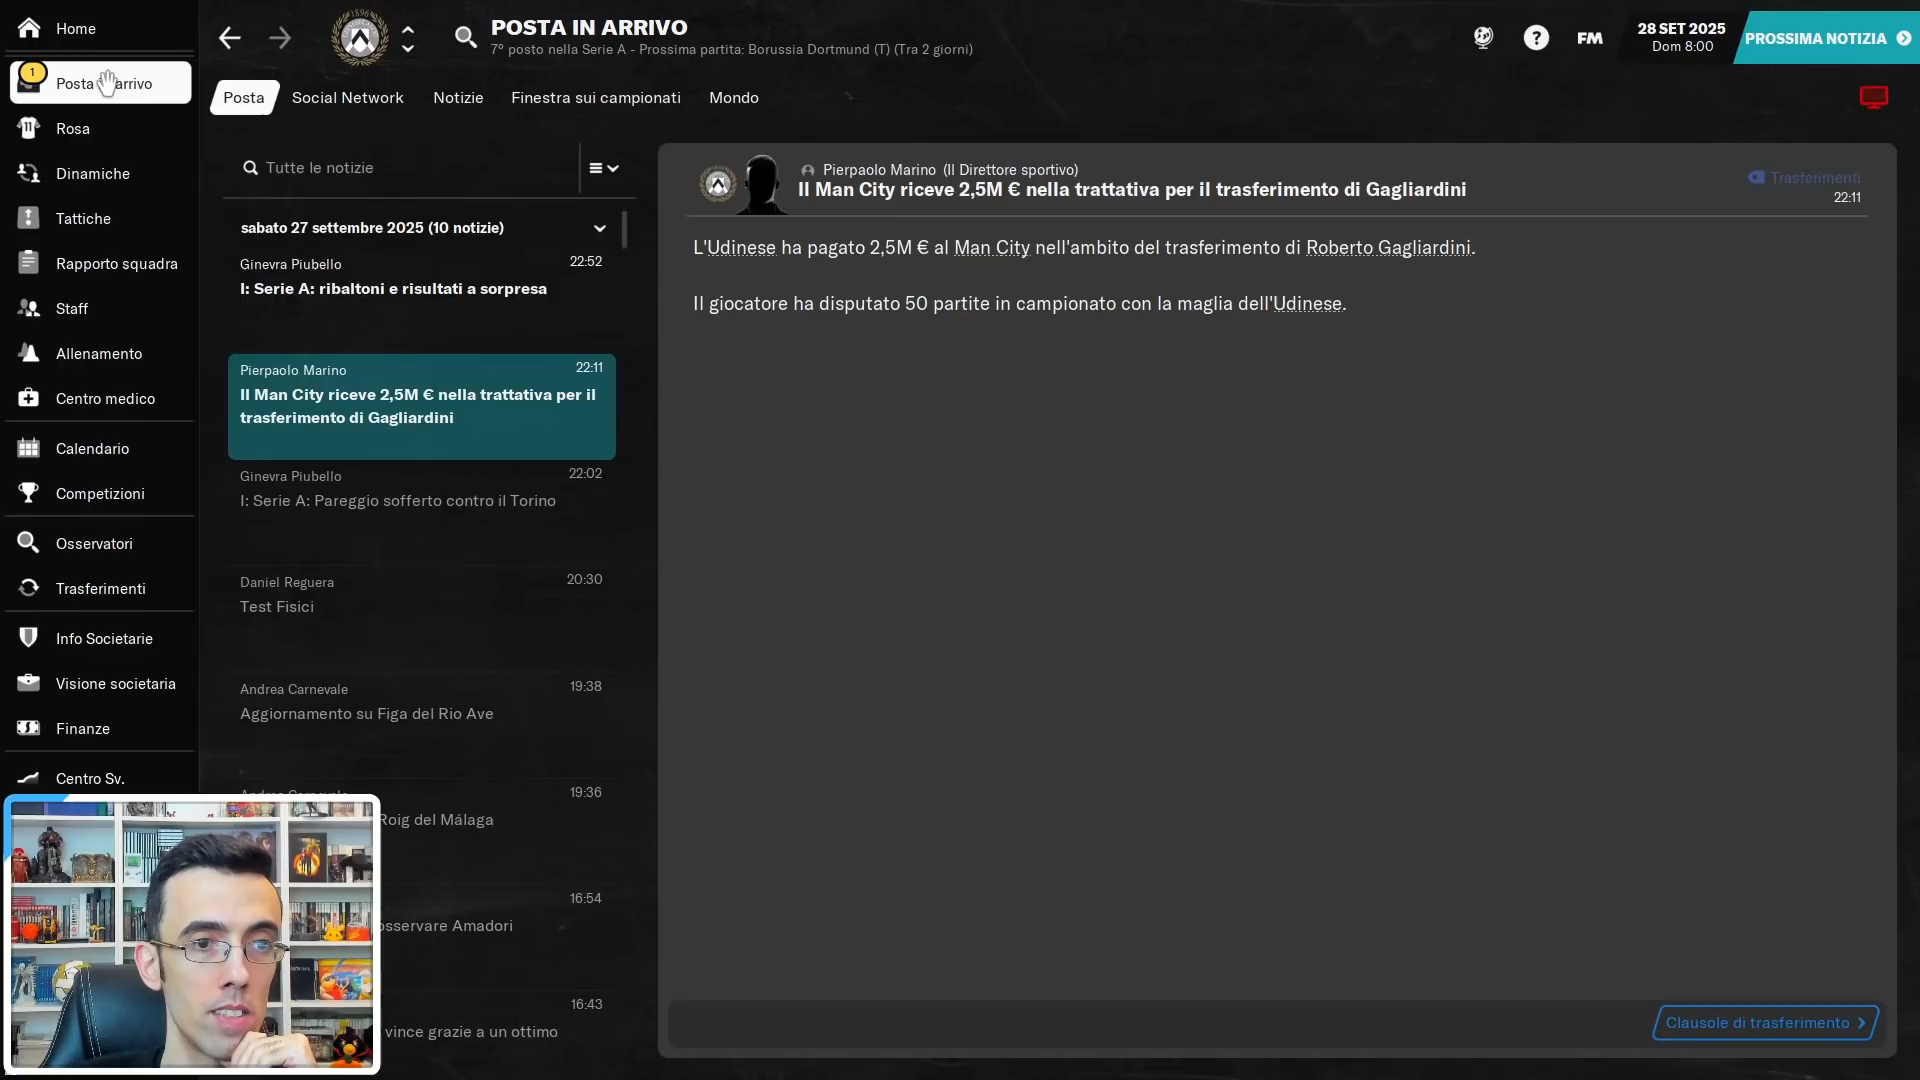 Home
1
Posta arrivo
Rosa
Dinamiche
Tattiche
Rapporto squadra
Staff
Allenamento
Centro medico
Calendario
Competizioni
Osservatori
Trasferimenti
Info Societarie
Visione societaria
Finanze
Centro Sv.
1896
POSTA IN ARRIVO
7° posto nella Serie A - Prossima partita: Borussia Dortmund (T) (Tra 2 giorni)
FM
28 SET 2025
Dom 8:00
PROSSIMA NOTIZIA
Posta
Social Network
Notizie
Finestra sui campionati
Mondo
Tutte le notizie
sabato 27 settembre 2025 (10 notizie)
Ginevra Piubello 22:52
I: Serie A: ribaltoni e risultati a sorpresa
Pierpaolo Marino 22:11
Il Man City riceve 2,5M € nella trattativa per il
trasferimento di Gagliardini
Ginevra Piubello 22:02
I: Serie A: Pareggio sofferto contro il Torino
Daniel Reguera 20:30
Test Fisici
Andrea Carnevale 19:38
Aggiornamento su Figa del Rio Ave
19:36
Roig del Málaga
16:54
osservare Amadori
16:43
vince grazie a un ottimo
Pierpaolo Marino (Il Direttore sportivo)
Il Man City riceve 2,5M € nella trattativa per il trasferimento di Gagliardini
Trasferimenti
22:11
L'Udinese ha pagato 2,5M € al Man City nell'ambito del trasferimento di Roberto Gagliardini.
Il giocatore ha disputato 50 partite in campionato con la maglia dell'Udinese.
Clausole di trasferimento